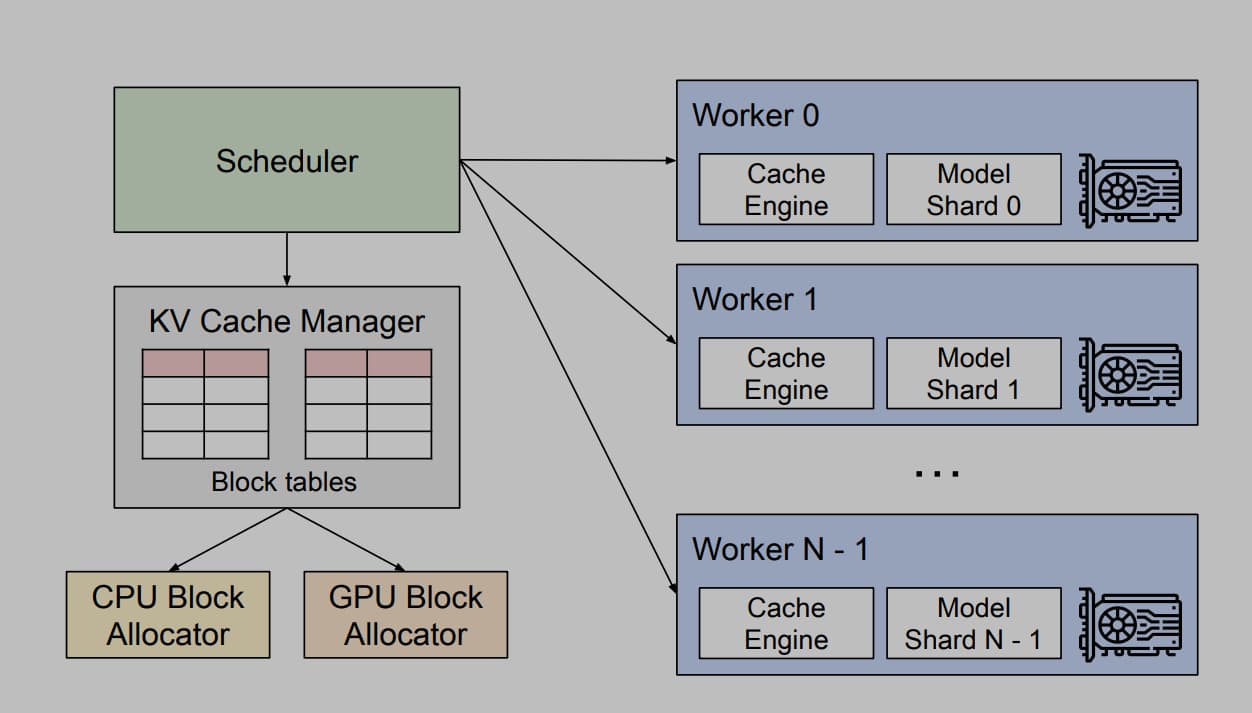 Scheduler
KV Cache Manager
Block tables
CPU Block
Allocator
GPU Block
Allocator
Worker 0
Cache
Engine
Model
Shard 0
Worker 1
Cache
Engine
Model
Shard 1
...
Worker N - 1
Cache
Engine
Model
Shard N - 1